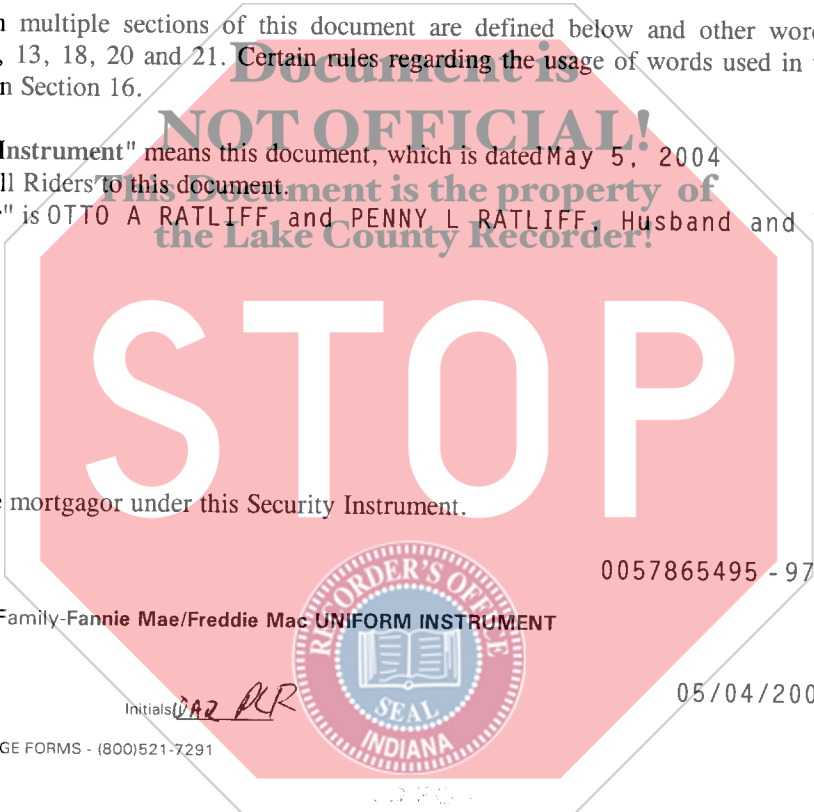 multiple sections of this document are defined below and other
13, 18, 20 and 21. Certain rules regarding the usage of words used in
Section 16.
Document is
NOT OFFICIAL!
Instrument" means this document, which is dated May 5, 2004
Riders to this document.
This Document is the property of
" is OTTO A RATLIFF and PENNY L RATLIFF, Husband and
the Lake County Recorder!
STOP
mortgagor under this Security Instrument.
0057865495 - 97
Family-Fannie Mae/Freddie Mac UNIFORM INSTRUMENT
RECORDER'S OFFICE
SEAL
INDIANA
Initials: PLR
05/04/200
GE FORMS - (800)521-7291